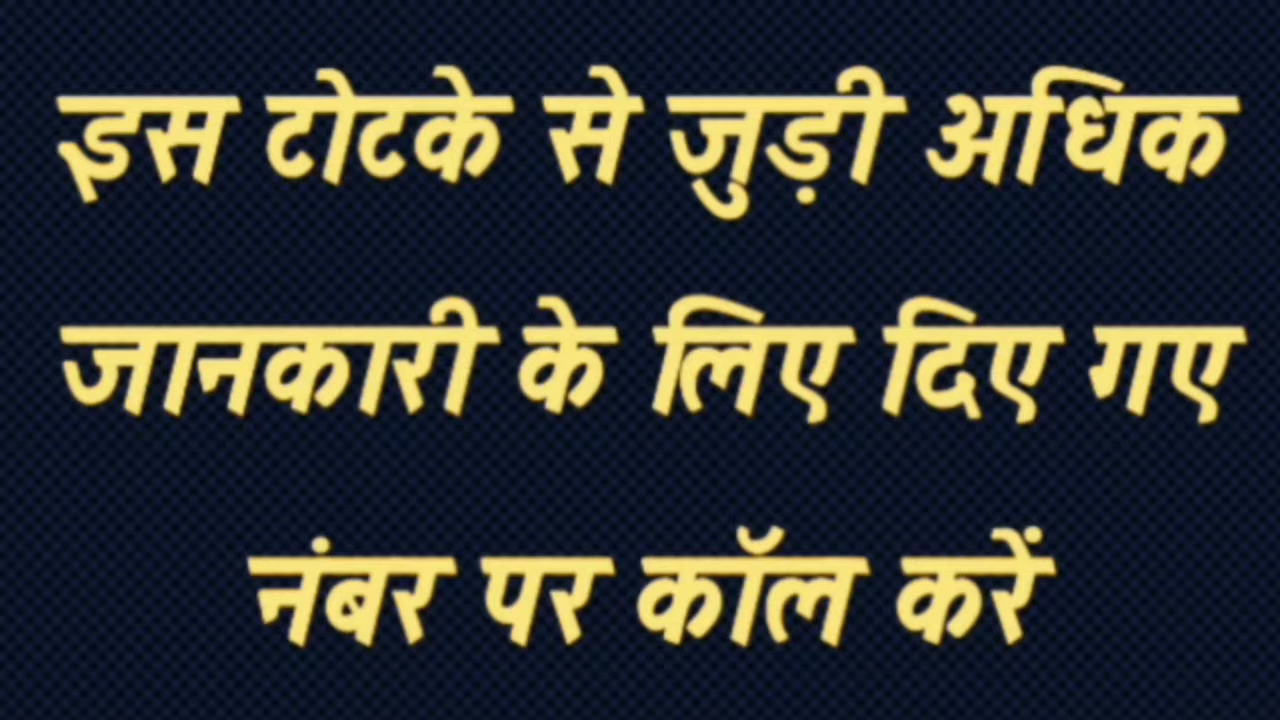 इस टोटके से जुड़ी अधिक
जानकारी के लिए दिए गए
नंबर पर कॉल करें